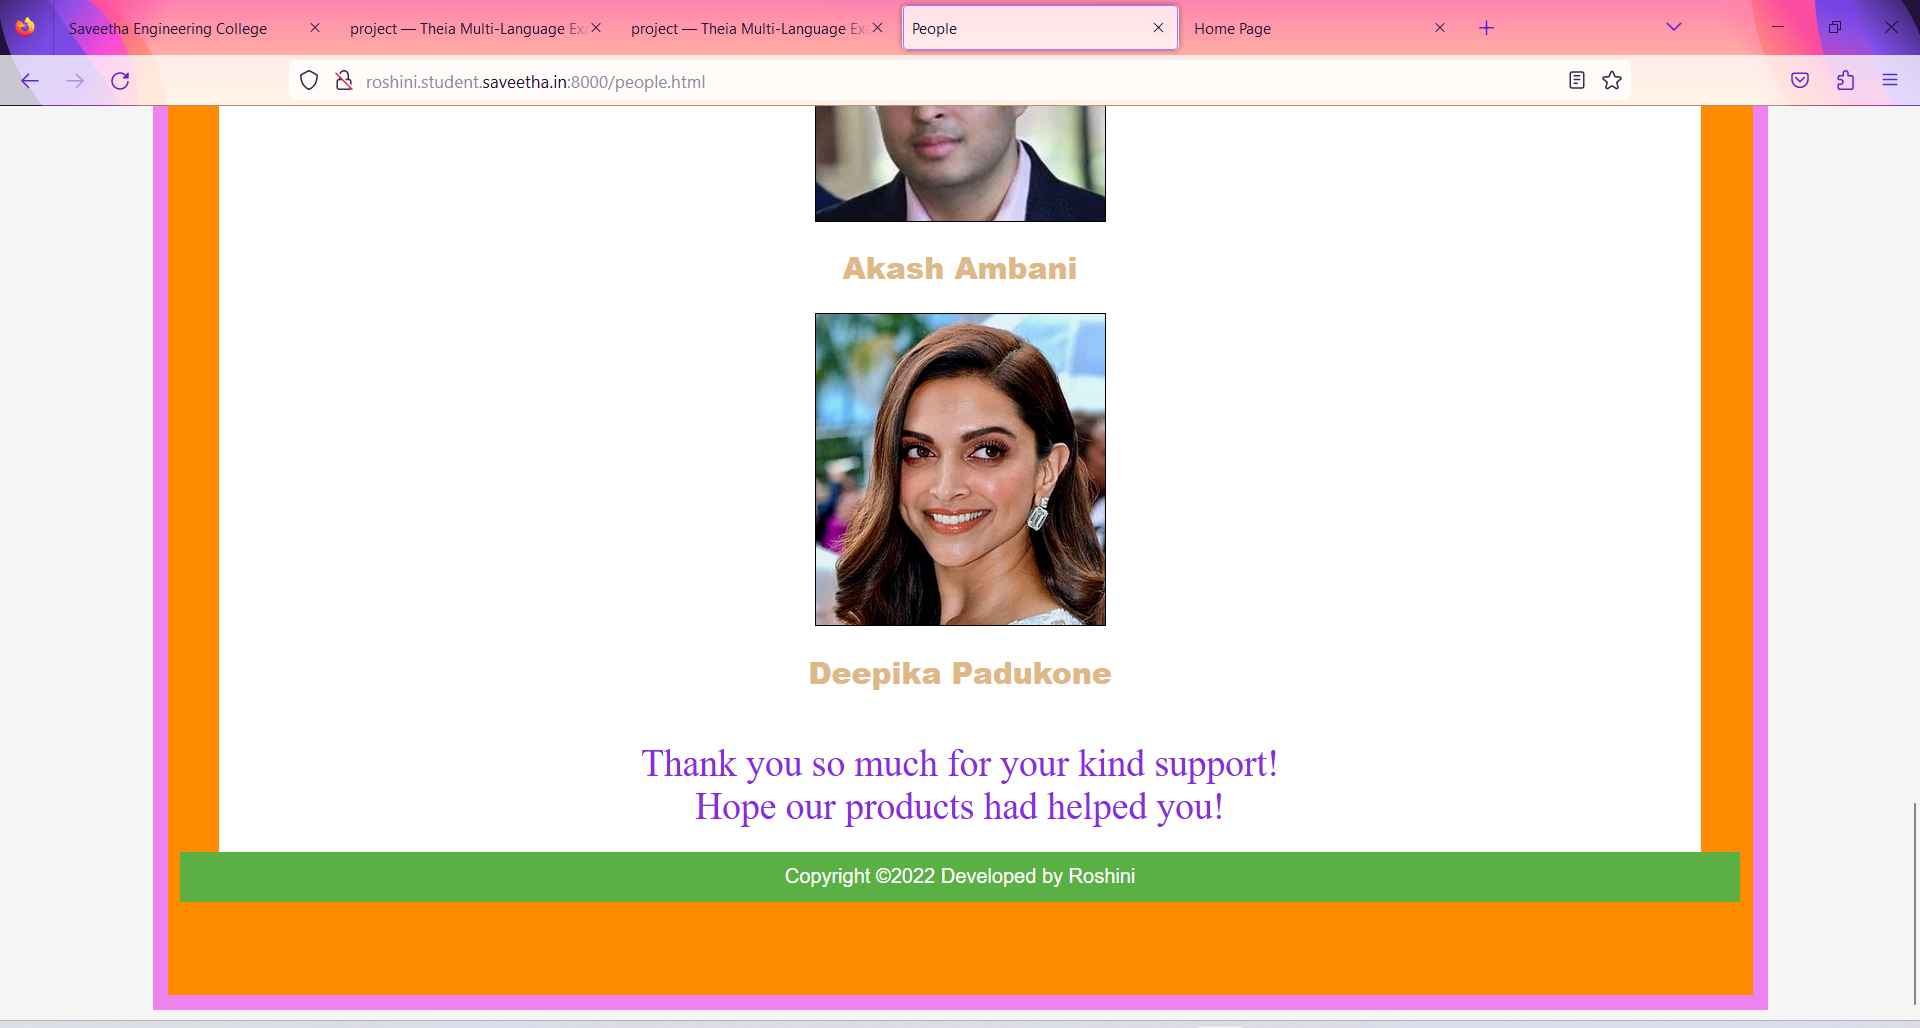 Saveetha Engineering College
project — Theia Multi-Language Ex
project — Theia Multi-Language Ex
People
Home Page
roshini.student.saveetha.in:8000/people.html
Akash Ambani
Deepika Padukone
Thank you so much for your kind support!
Hope our products had helped you!
Copyright ©2022 Developed by Roshini